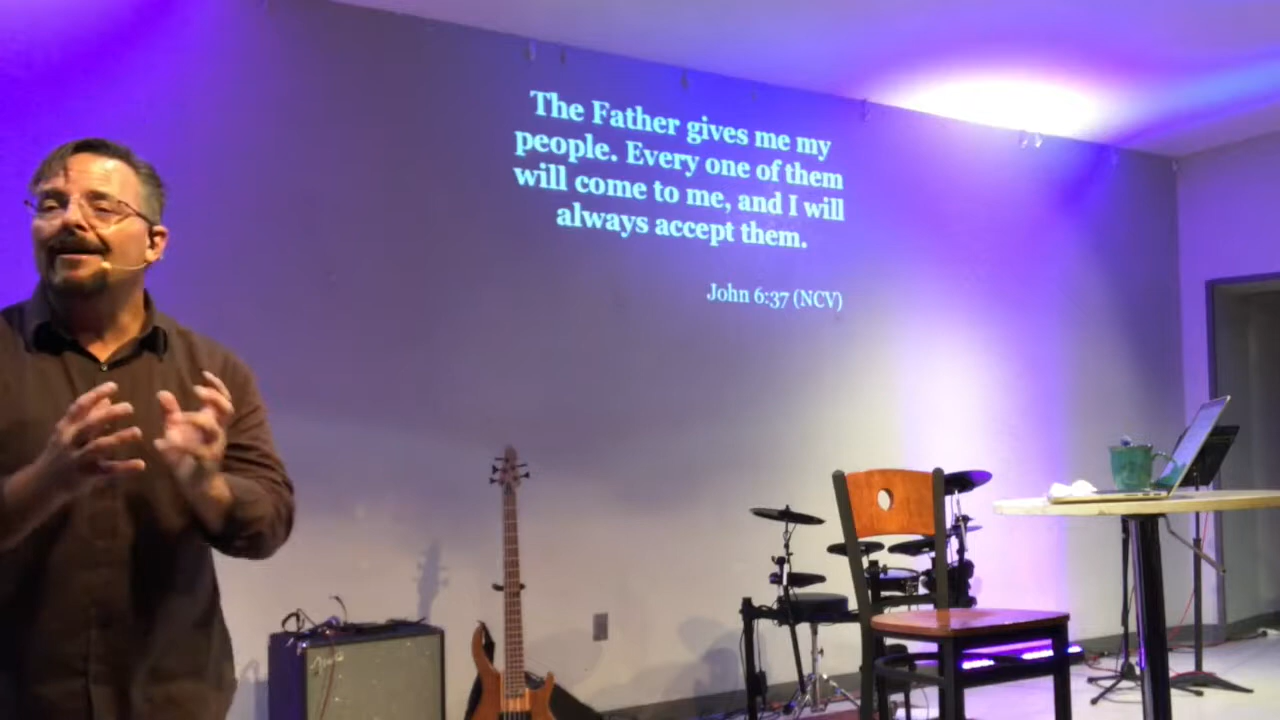 The Father gives me my
people. Every one of them
will come to me, and I will
always accept them.
John 6:37 (NCV)